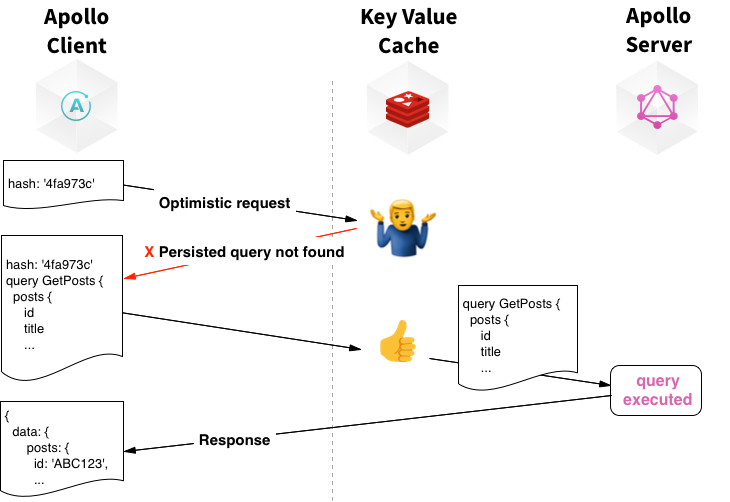 Apollo
Client
Key Value
Cache
Apollo
Server
A
hash: '4fa973c'
Optimistic request
X Persisted query not found
hash: '4fa973c'
query GetPosts {
posts {
id
title
...
query GetPosts {
posts {
id
title
...
query
executed
{
data: {
posts: {
id: 'ABC123',
...
Response